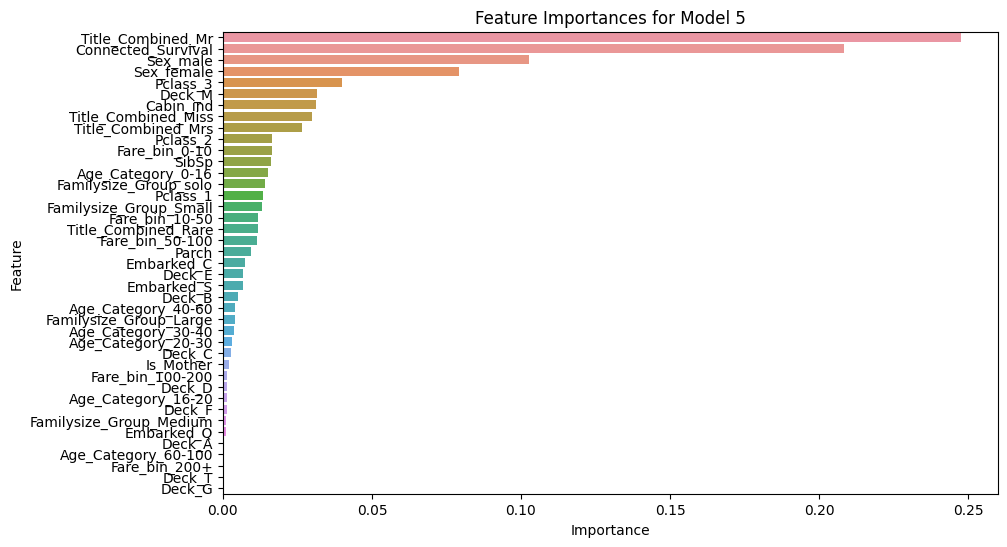 Feature Importances for Model 5
Title_Combined_Mr
Connected_Survival
Sex_male
Sex_female
Pclass_3
Deck_M
Cabin_ind
Title_Combined_Miss
Title_Combined_Mrs
Pclass_2
Fare_bin_0-10
SibSp
Age_Category_0-16
Familysize_Group_solo
Pclass_1
Familysize_Group_Small
Fare_bin_10-50
Title_Combined_Rare
Fare_bin_50-100
Parch
Embarked_C
Deck_E
Embarked_S
Deck_B
Age_Category_40-60
Familysize_Group_Large
Age_Category_30-40
Age_Category_20-30
Deck_C
Is_Mother
Fare_bin_100-200
Deck_D
Age_Category_16-20
Deck_F
Familysize_Group_Medium
Embarked_Q
Deck_A
Age_Category_60-100
Fare_bin_200+
Deck_T
Deck_G
Feature
0.00 0.05 0.10 0.15 0.20 0.25
Importance